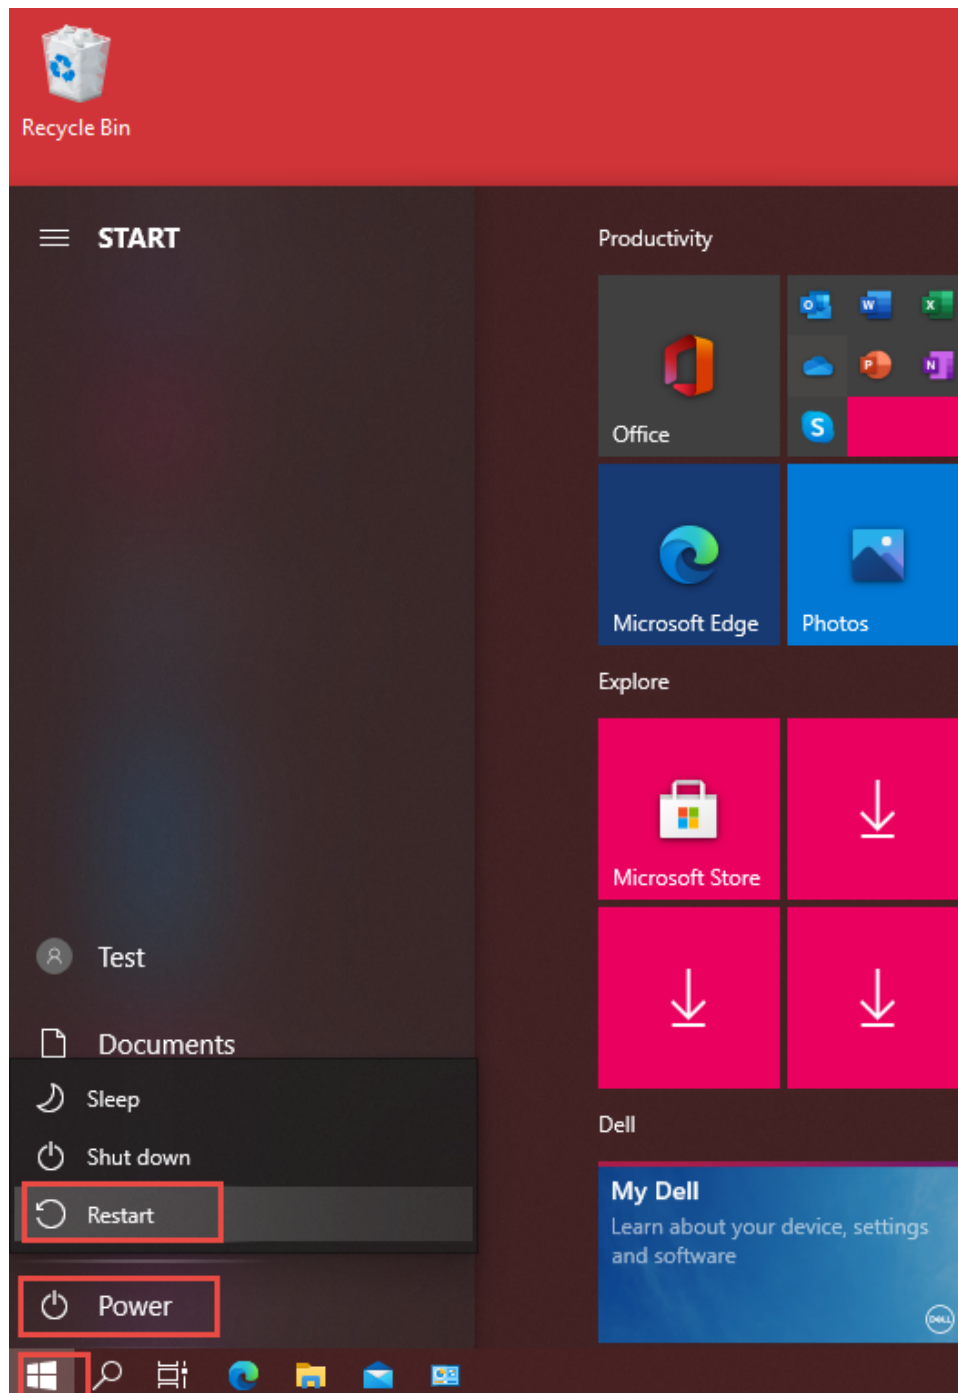 Recycle Bin
START
Productivity
Office
Microsoft Edge
Photos
Explore
Microsoft Store
Test
Documents
Sleep
Shut down
Restart
Power
Dell
My Dell
Learn about your device, settings
and software
DELL